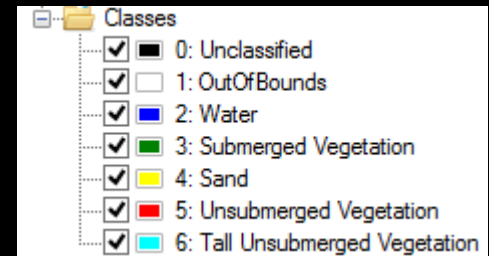 Classes
0: Unclassified
1: OutOfBounds
2: Water
3: Submerged Vegetation
4: Sand
5: Unsubmerged Vegetation
6: Tall Unsubmerged Vegetation